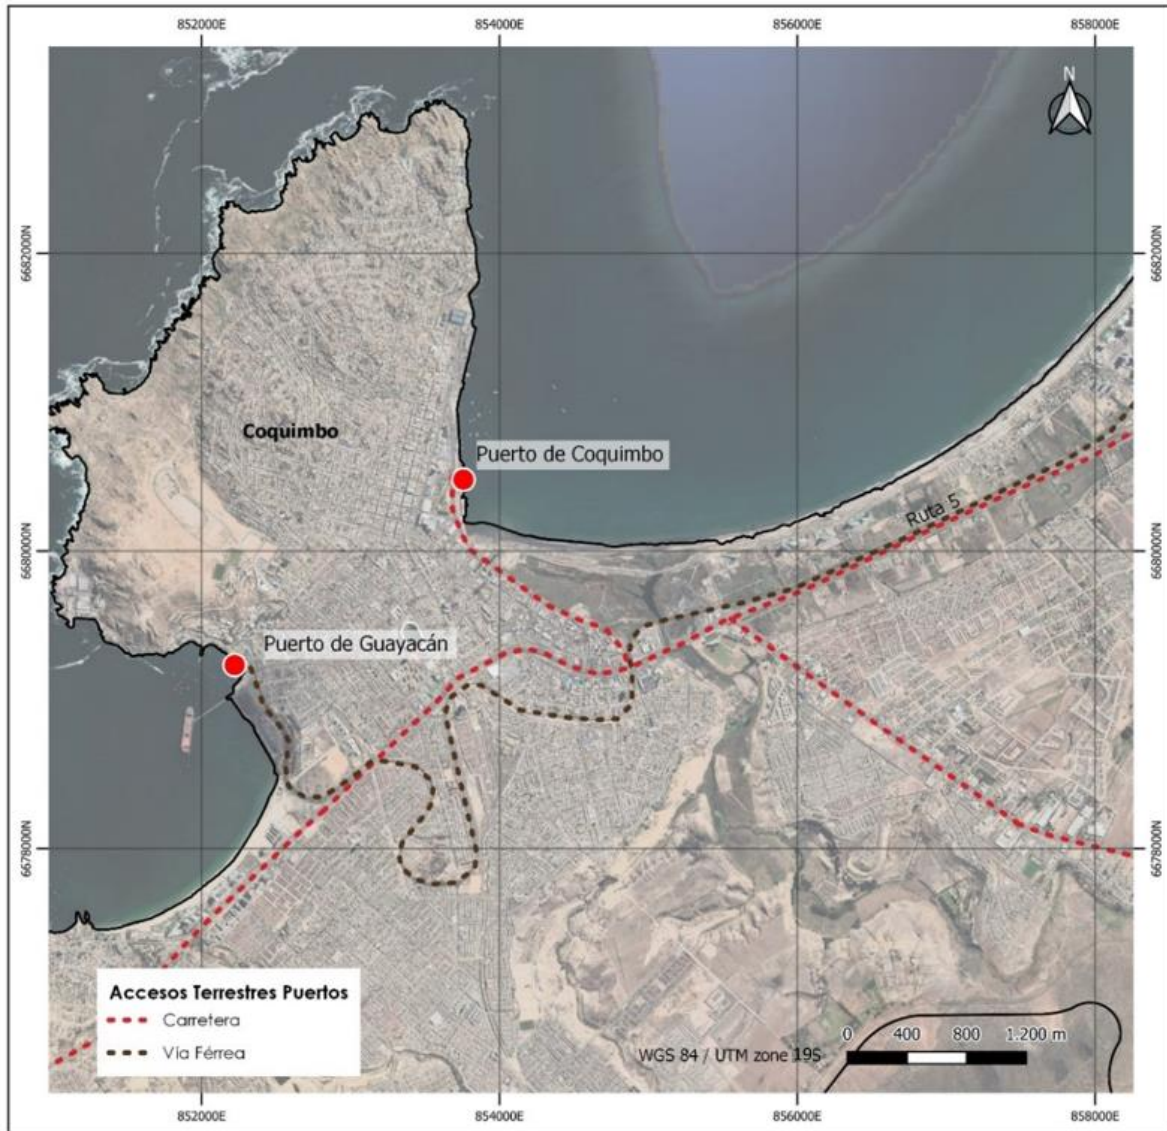 852000E 854000E 856000E 858000E
N
6682000N 6682000N
Coquimbo
Puerto de Coquimbo
Ruta 5
6680000N 6680000N
Puerto de Guayacán
6678000N 6678000N
Accesos Terrestres Puertos
Carretera
Vía Férrea
0 400 800 1.200 m
WGS 84 / UTM zone 19S
852000E 854000E 856000E 858000E